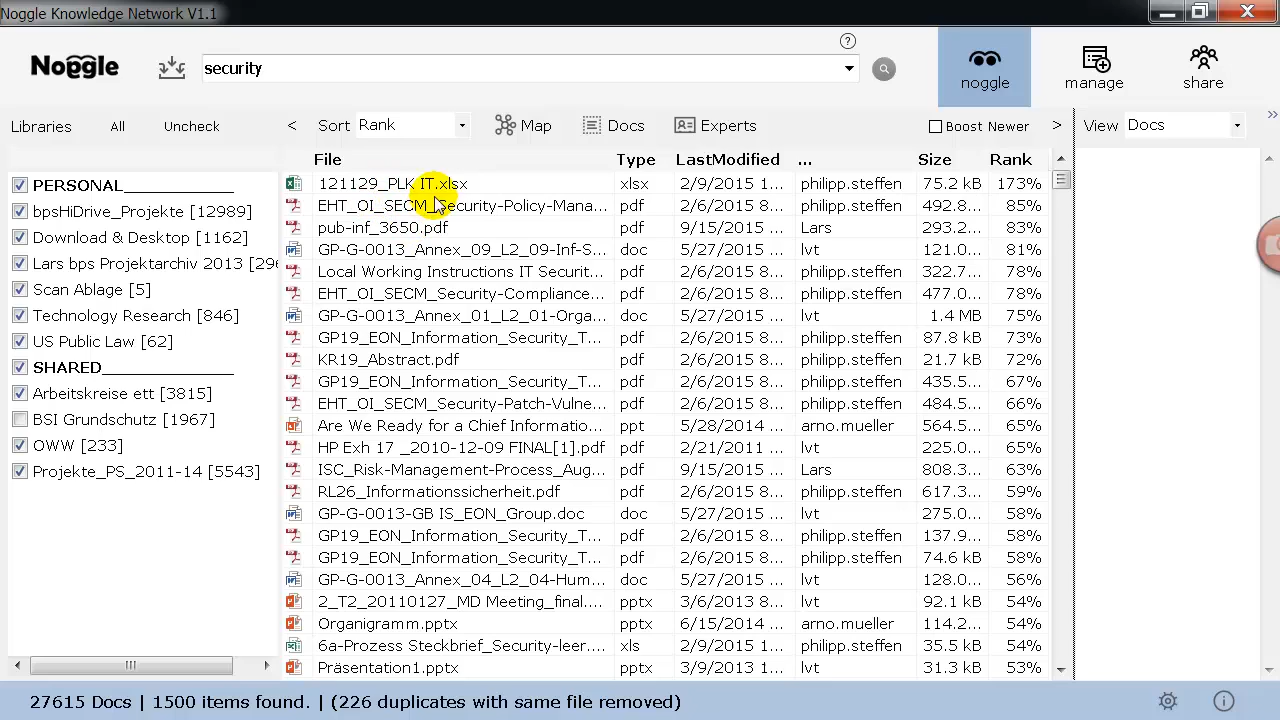 Noggle Knowledge Network V1.1
Noggle
security
?
noggle
manage
share
Libraries All Uncheck
< Sort Rank Map Docs Experts Boost Newer >
View Docs »
File Type LastModified ... Size Rank
PERSONAL____________
bpsHiDrive_Projekte [12989]
Download & Desktop [1162]
Lars bps Projektarchiv 2013 [296
Scan Ablage [5]
Technology Research [846]
US Public Law [62]
SHARED______________
Arbeitskreise ett [3815]
BSI Grundschutz [1967]
OWW [233]
Projekte_PS_2011-14 [5543]
121129_PLK IT.xlsx xlsx 2/9/2015 1... philipp.steffen 75.2 kB 173%
EHT_OI_SECM_Security-Policy-Mana... pdf 2/6/2015 8... philipp.steffen 492.8... 85%
pub-inf_3650.pdf pdf 9/15/2015 ... Lars 293.2... 83%
GP-G-0013_Annex_09_L2_09-Inf-S... doc 5/27/2015 ... lvt 121.0... 81%
Local Working Instructions IT Securit... pdf 2/6/2015 8... philipp.steffen 322.7... 78%
EHT_OI_SECM_Security-Compliance... pdf 2/6/2015 8... philipp.steffen 477.0... 78%
GP-G-0013_Annex_01_L2_01-Orga... doc 5/27/2015 ... lvt 1.4 MB 75%
GP19_EON_Information_Security_T... pdf 2/6/2015 8... philipp.steffen 87.8 kB 73%
KR19_Abstract.pdf pdf 2/6/2015 8... philipp.steffen 21.7 kB 72%
GP19_EON_Information_Security_T... pdf 2/6/2015 8... philipp.steffen 435.5... 67%
EHT_OI_SECM_Security-Patch-Vulne... pdf 2/6/2015 8... philipp.steffen 484.5... 66%
Are We Ready for a Chief Informatio... ppt 5/28/2014 ... arno.mueller 564.5... 65%
HP Exh 17 _2010-12-09 FINAL[1].pdf pdf 2/21/2011 ... lvt 225.0... 65%
ISC_Risk-Management-Process_Aug... pdf 9/15/2015 ... Lars 808.3... 63%
RL26_Informationssicherheit.pdf pdf 2/6/2015 8... philipp.steffen 617.3... 59%
GP-G-0013-GB IS_EON_Group.doc doc 5/27/2015 ... lvt 275.0... 58%
GP19_EON_Information_Security_T... pdf 2/6/2015 8... philipp.steffen 137.9... 58%
GP19_EON_Information_Security_T... pdf 2/6/2015 8... philipp.steffen 74.6 kB 58%
GP-G-0013_Annex_04_L2_04-Hum... doc 5/27/2015 ... lvt 128.0... 56%
2_T2_20110127_MD Meeting_final.... pptx 3/6/2013 8... lvt 92.1 kB 54%
Organigramm.pptx pptx 6/15/2014 ... arno.mueller 114.2... 54%
6a-Prozess Steckbrief_Security-leer.... xls 2/9/2015 1... philipp.steffen 35.5 kB 54%
Präsentation1.pptx pptx 3/9/2013 1... lvt 31.3 kB 53%
27615 Docs | 1500 items found. | (226 duplicates with same file removed)